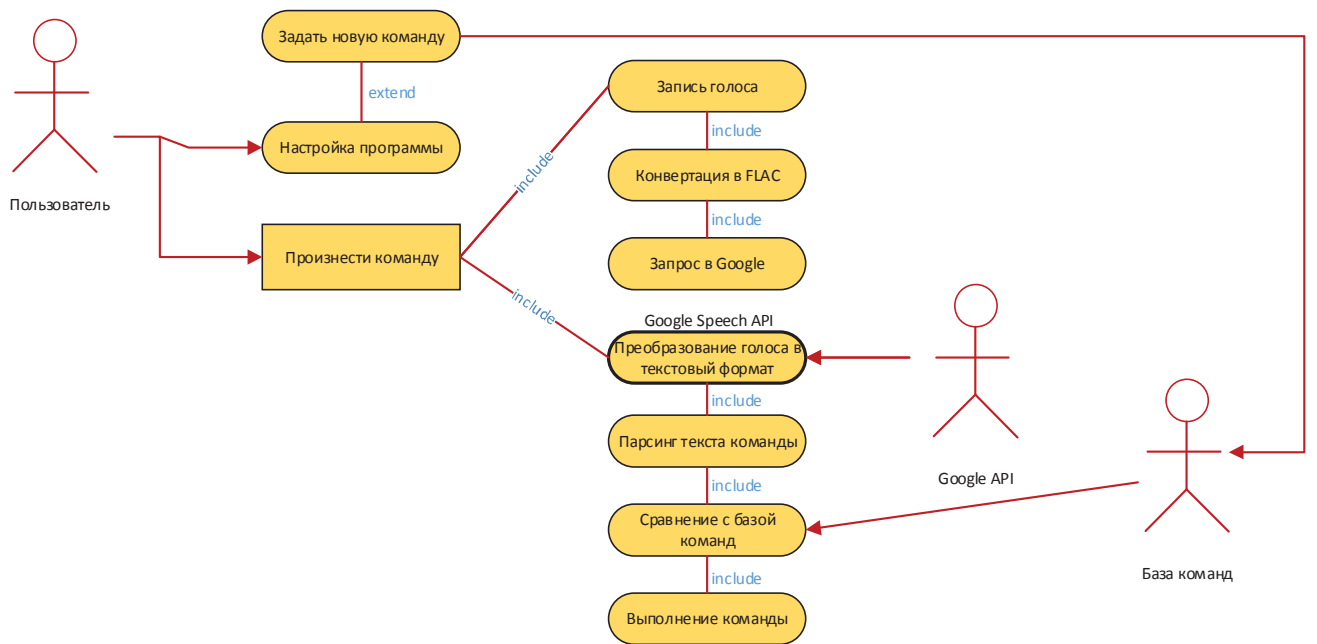 Задать новую команду
extend
Настройка программы
Пользователь
Произнести команду
include
include
Запись голоса
include
Конвертация в FLAC
include
Запрос в Google
Google Speech API
Преобразование голоса в
текстовый формат
include
Парсинг текста команды
include
Сравнение с базой
команд
include
Выполнение команды
Google API
База команд